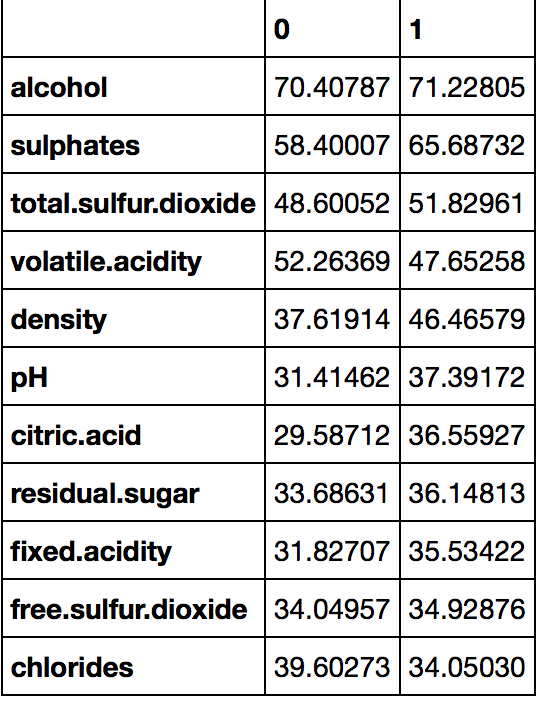 0 1
alcohol 70.40787 71.22805
sulphates 58.40007 65.68732
total.sulfur.dioxide 48.60052 51.82961
volatile.acidity 52.26369 47.65258
density 37.61914 46.46579
pH 31.41462 37.39172
citric.acid 29.58712 36.55927
residual.sugar 33.68631 36.14813
fixed.acidity 31.82707 35.53422
free.sulfur.dioxide 34.04957 34.92876
chlorides 39.60273 34.05030